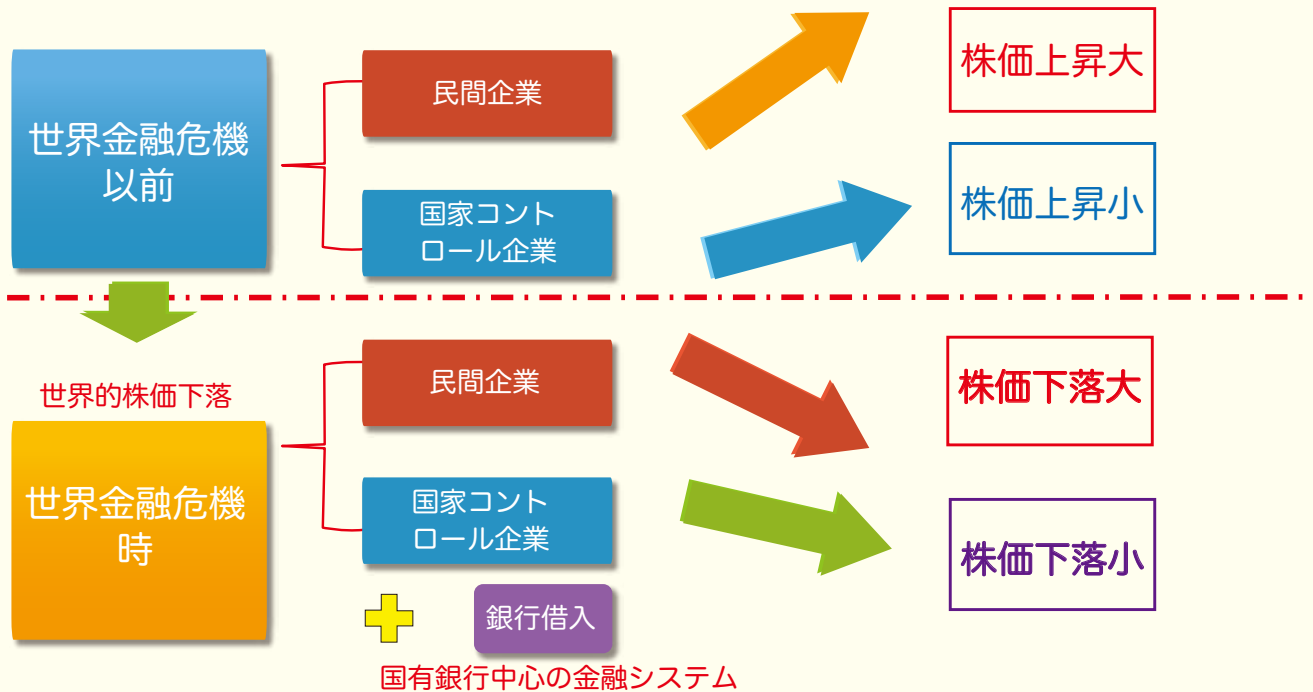 世界金融危機
以前
民間企業
国家コント
ロール企業
株価上昇大
株価上昇小
世界的株価下落
世界金融危機
時
民間企業
国家コント
ロール企業
銀行借入
国有銀行中心の金融システム
株価下落大
株価下落小